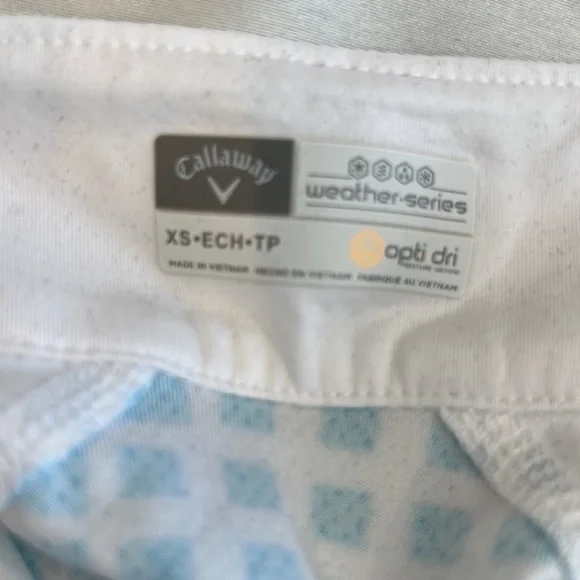 Callaway
weather·series
XS•ECH•TP
opti dri
MADE IN VIETNAM HECHO EN VIETNAM FABRIQUÉ AU VIETNAM